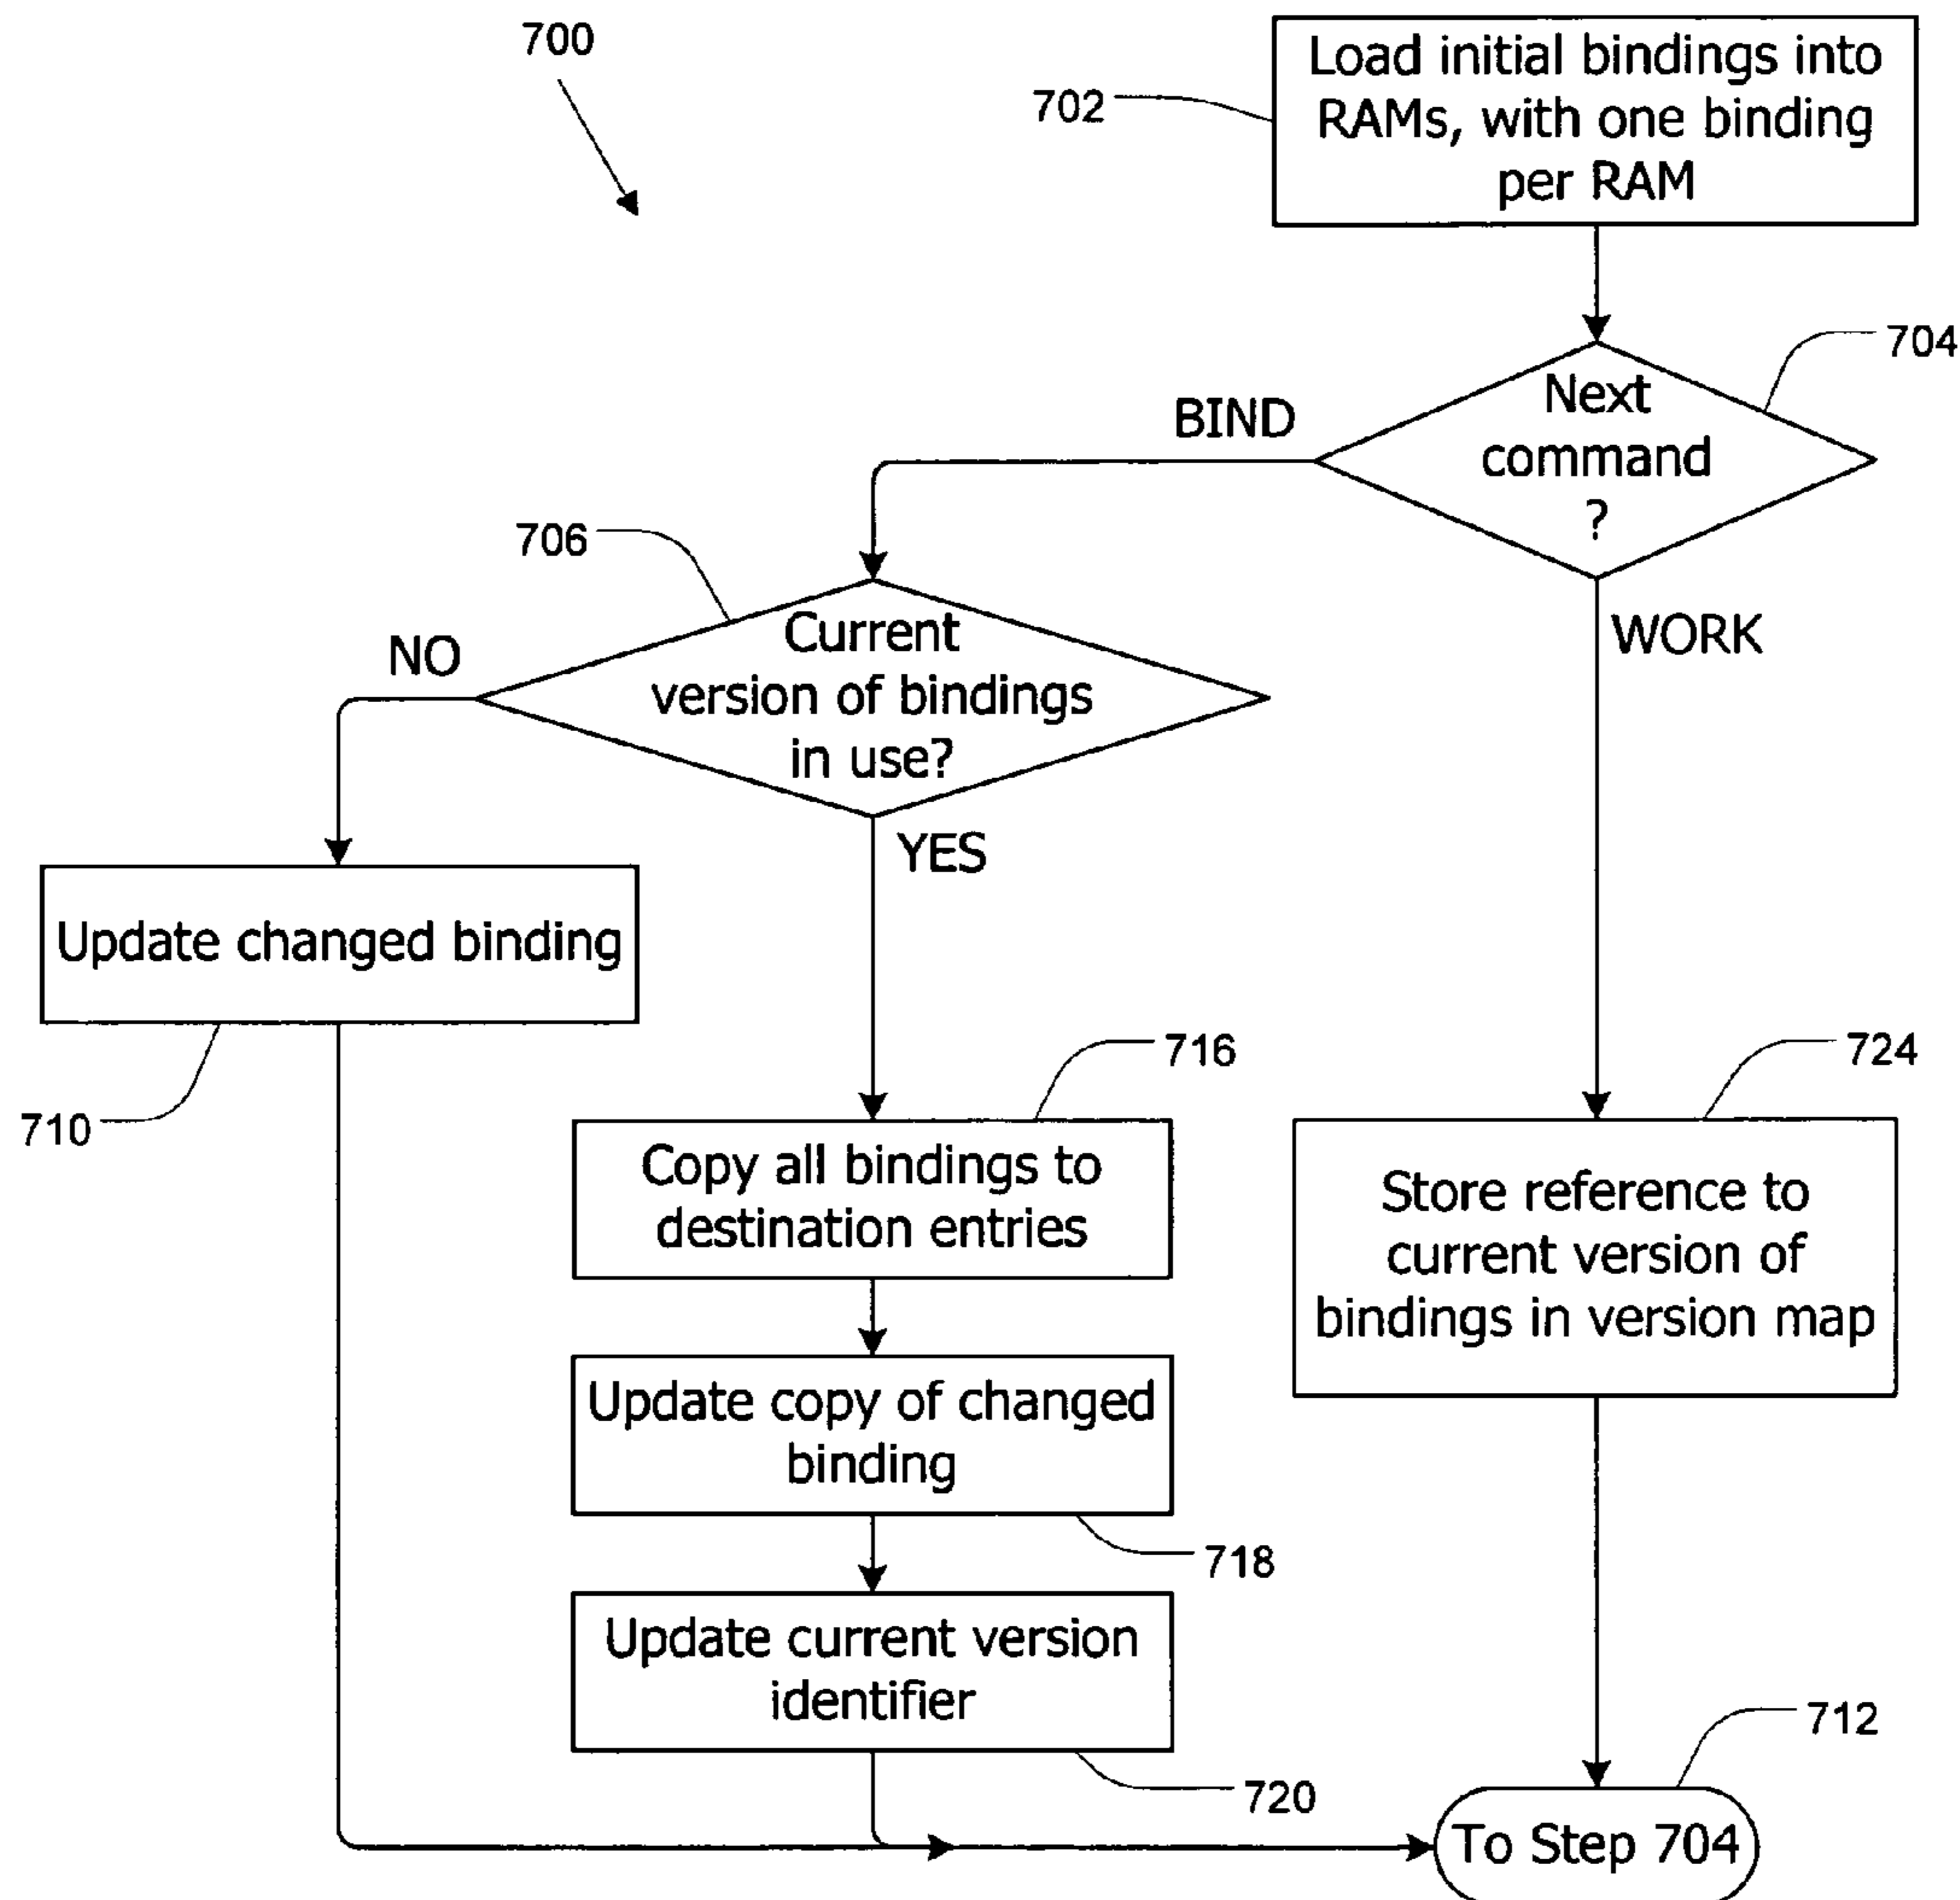 700
Load initial bindings into
RAMs, with one binding
per RAM
702
704
Next
command
?
BIND
WORK
706
Current
version of bindings
in use?
NO
YES
Update changed binding
710
716
Copy all bindings to
destination entries
724
Store reference to
current version of
bindings in version map
Update copy of changed
binding
718
Update current version
identifier
720
712
To Step 704